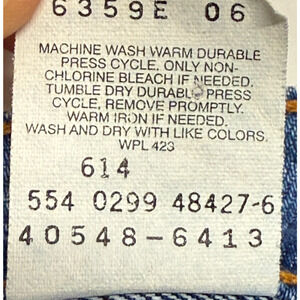 6359E 06
MACHINE WASH WARM DURABLE
PRESS CYCLE, ONLY NON-
CHLORINE BLEACH IF NEEDED.
TUMBLE DRY DURABLE PRESS
CYCLE, REMOVE PROMPTLY.
WARM IRON IF NEEDED.
WASH AND DRY WITH LIKE COLORS.
WPL 423
614
554 0299 48427-6
40548-6413